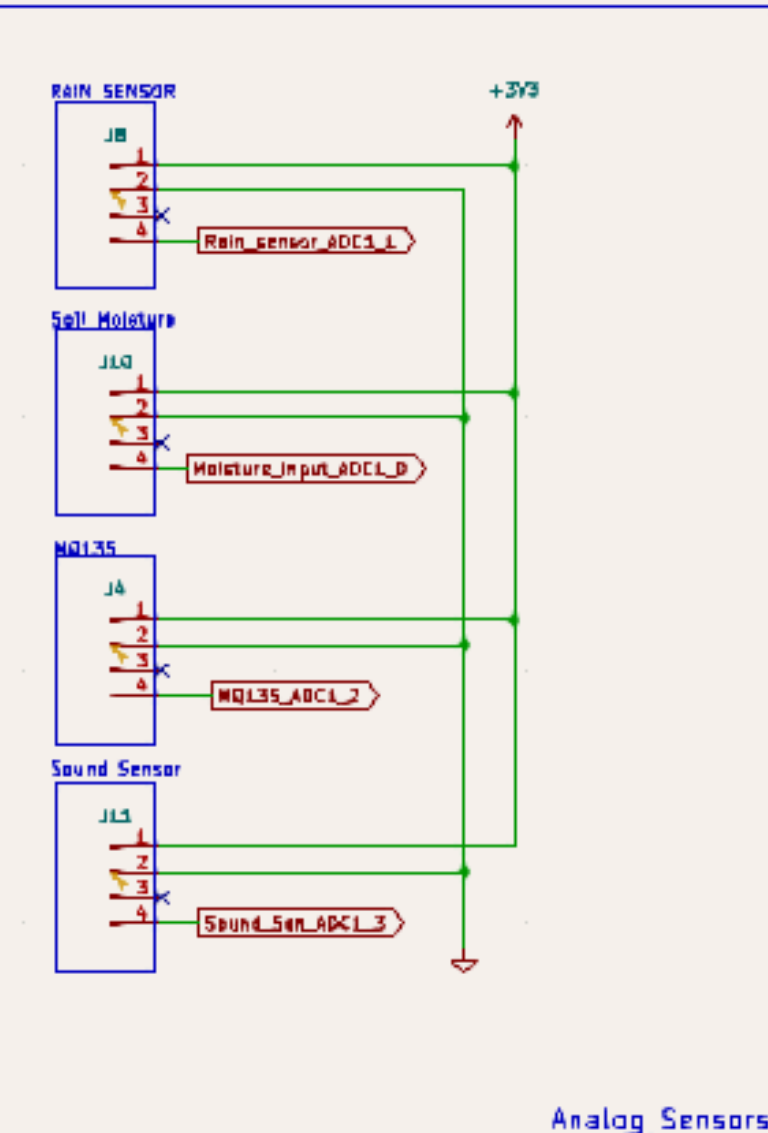 RAIN SENSOR
+3V3
J8
1
2
3
4
Rain_sensor_ADC1_1
Soil Moisture
J10
1
2
3
4
Moisture_input_ADC1_0
MQ135
J4
1
2
3
4
MQ135_ADC1_2
Sound Sensor
J11
1
2
3
4
Sound_Sen_ADC1_3
Analog Sensors